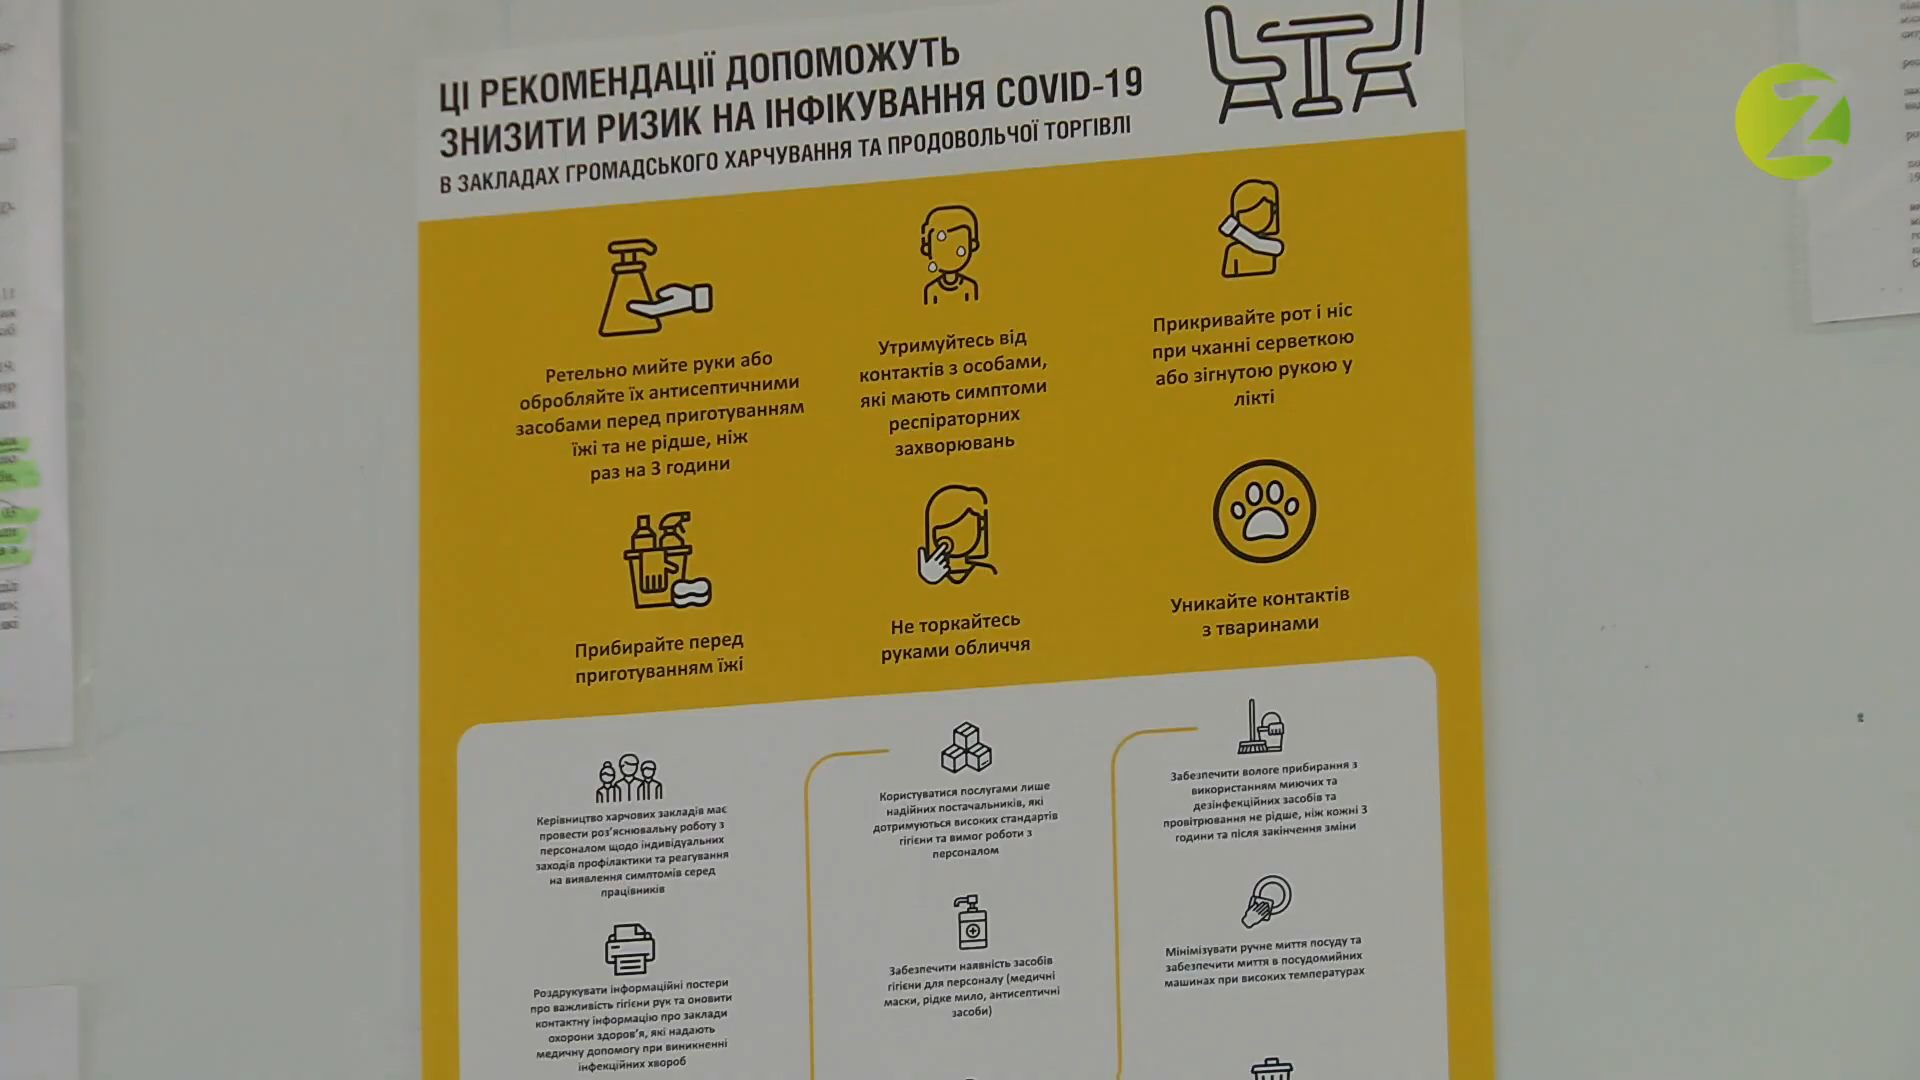 ЦІ РЕКОМЕНДАЦІЇ ДОПОМОЖУТЬ
ЗНИЗИТИ РИЗИК НА ІНФІКУВАННЯ COVID-19
В ЗАКЛАДАХ ГРОМАДСЬКОГО ХАРЧУВАННЯ ТА ПРОДОВОЛЬЧОЇ ТОРГІВЛІ
Ретельно мийте руки або
обробляйте їх антисептичними
засобами перед приготуванням
їжі та не рідше, ніж
раз на 3 години
Утримуйтесь від
контактів з особами,
які мають симптоми
респіраторних
захворювань
Прикривайте рот і ніс
при чханні серветкою
або зігнутою рукою у
лікті
Прибирайте перед
приготуванням їжі
Не торкайтесь
руками обличчя
Уникайте контактів
з тваринами
Керівництво харчових закладів має
провести роз'яснювальну роботу з
персоналом щодо індивідуальних
заходів профілактики та реагування
на виявлення симптомів серед
працівників
Користуватися послугами лише
надійних постачальників, які
дотримуються високих стандартів
гігієни та вимог роботи з
персоналом
Забезпечити вологе прибирання з
використанням миючих та
дезінфекційних засобів та
провітрювання не рідше, ніж кожні 3
години та після закінчення зміни
Роздрукувати інформаційні постери
про важливість гігієни рук та оновити
контактну інформацію про заклади
охорони здоров'я, які надають
медичну допомогу при виникненні
інфекційних хвороб
Забезпечити наявність засобів
гігієни для персоналу (медичні
маски, рідке мило, антисептичні
засоби)
Мінімізувати ручне миття посуду та
забезпечити миття в посудомийних
машинах при високих температурах
Z